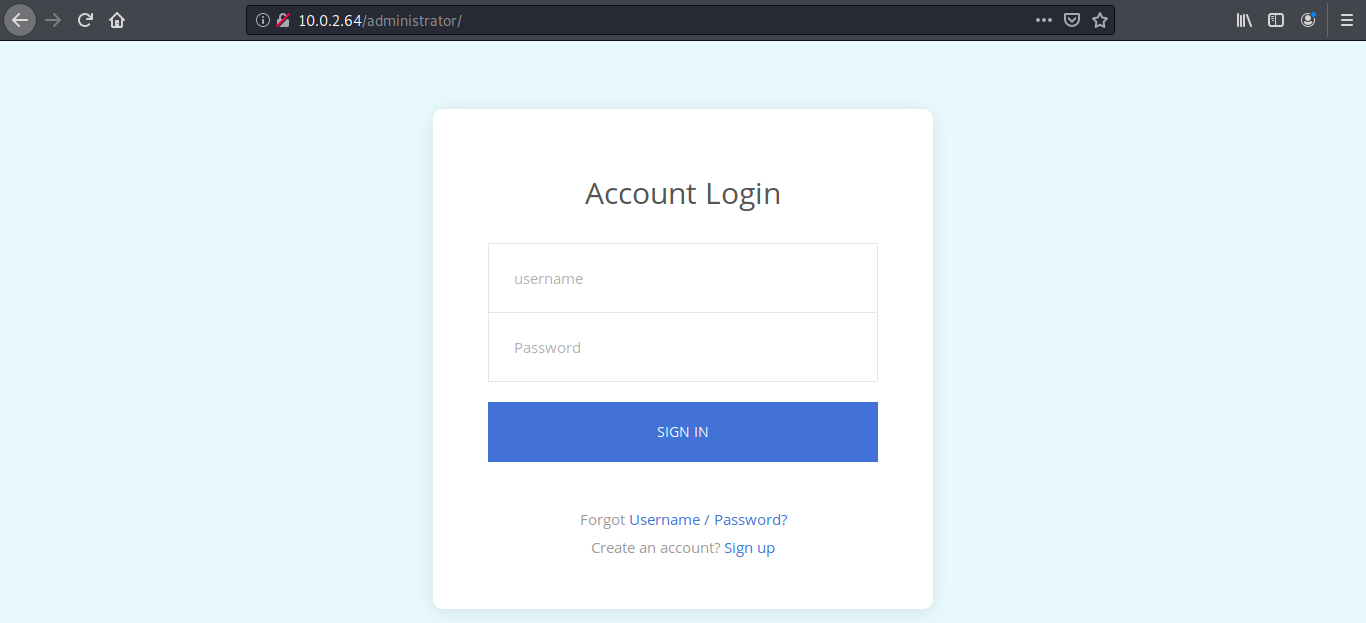 10.0.2.64/administrator/
Account Login
username
Password
SIGN IN
Forgot Username / Password?
Create an account? Sign up